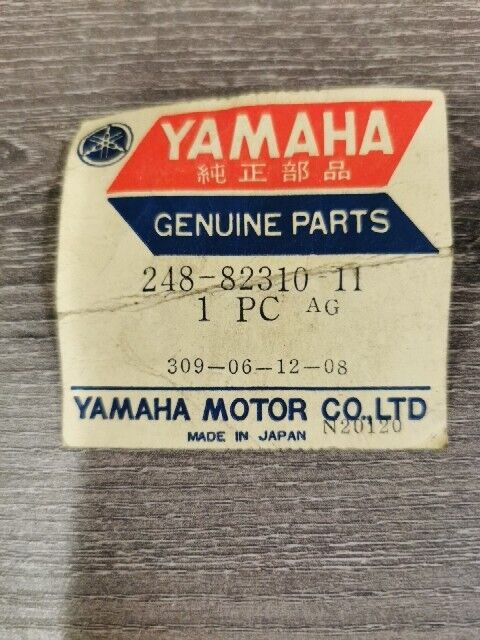 YAMAHA
純正部品
GENUINE PARTS
248-82310-11
1 PC AG
309-06-12-08
YAMAHA MOTOR CO.,LTD
N20120
MADE IN JAPAN